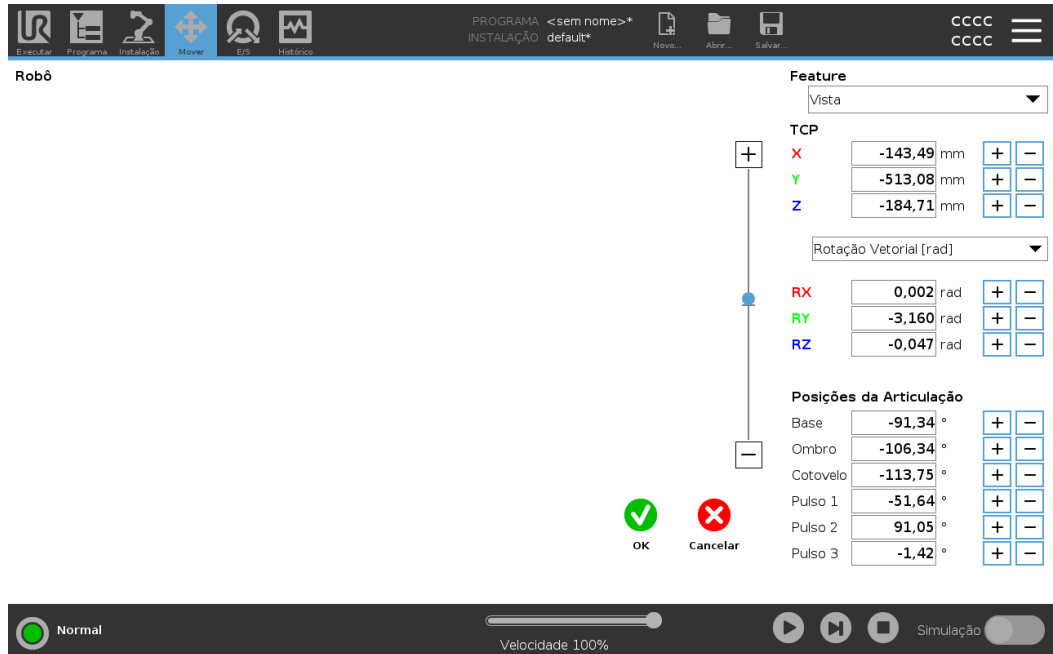 UR
Executar Programa Instalação Mover E/S Histórico
PROGRAMA <sem nome>*
INSTALAÇÃO default*
Novo... Abrir... Salvar...
CCCC
CCCC
Robô
Feature
Vista
TCP
X -143,49 mm + −
Y -513,08 mm + −
Z -184,71 mm + −
Rotação Vetorial [rad]
RX 0,002 rad + −
RY -3,160 rad + −
RZ -0,047 rad + −
Posições da Articulação
Base -91,34 ° + −
Ombro -106,34 ° + −
Cotovelo -113,75 ° + −
Pulso 1 -51,64 ° + −
Pulso 2 91,05 ° + −
Pulso 3 -1,42 ° + −
+
−
OK Cancelar
Normal
Velocidade 100%
Simulação